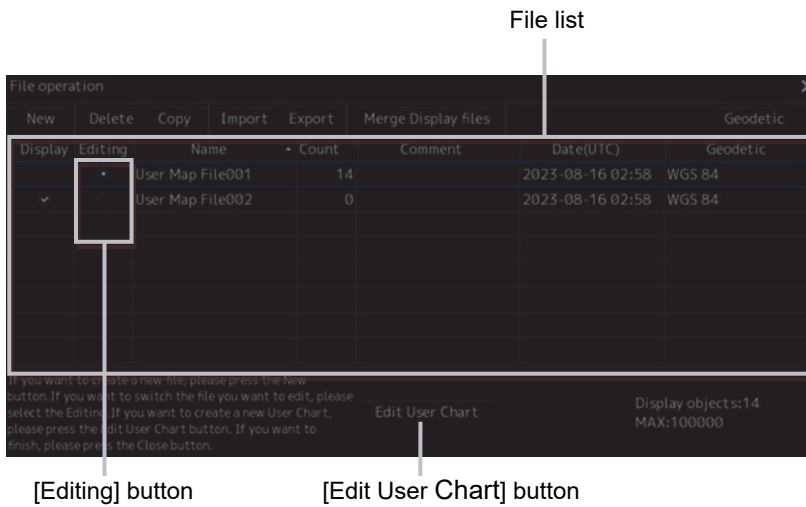 File list
File operation
New Delete Copy Import Export Merge Display files Geodetic
Display Editing Name Count Comment Date(UTC) Geodetic
User Map File001 14 2023-08-16 02:58 WGS 84
User Map File002 0 2023-08-16 02:58 WGS 84
If you want to create a new file, please press the New
button.If you want to switch the file you want to edit, please
select the Editing.If you want to create a new User Chart,
please press the Edit User Chart button. If you want to
finish, please press the Close button.
Edit User Chart
Display objects:14
MAX:100000
[Editing] button
[Edit User Chart] button